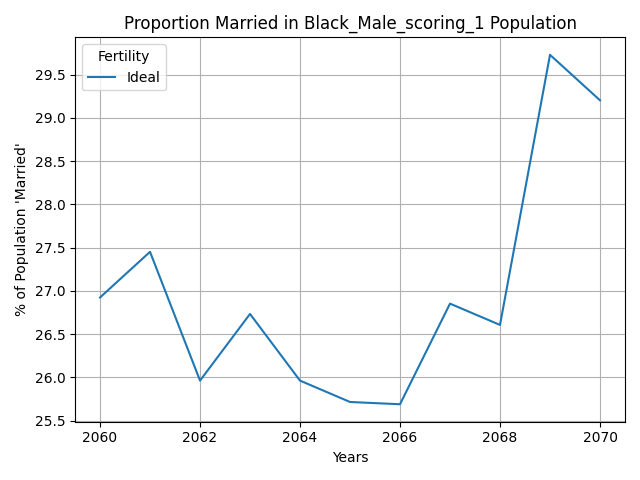 Proportion Married in Black_Male_scoring_1 Population
Fertility
Ideal
% of Population 'Married'
29.5
29.0
28.5
28.0
27.5
27.0
26.5
26.0
25.5
2060 2062 2064 2066 2068 2070
Years